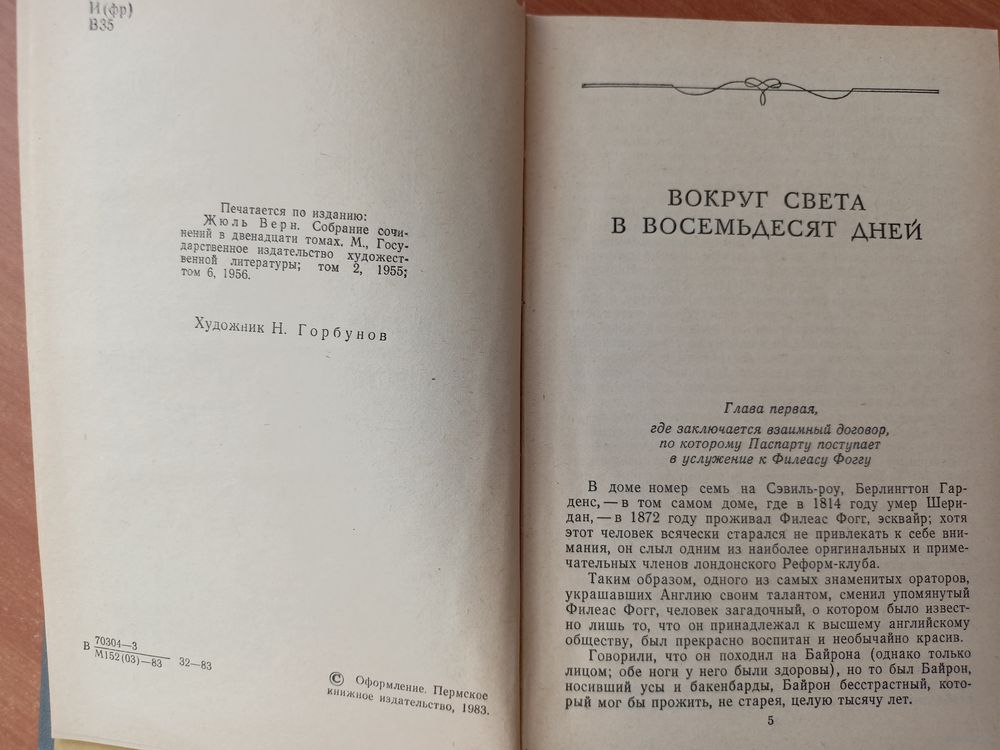 И(фр)
В35
Печатается по изданию:
Жюль Верн. Собрание сочи-
нений в двенадцати томах. М., Госу-
дарственное издательство художест-
венной литературы; том 2, 1955;
том 6, 1956.
Художник Н. Горбунов
В 70304—3
М152(03)—83 32—83
© Оформление. Пермское
книжное издательство, 1983.
ВОКРУГ СВЕТА
В ВОСЕМЬДЕСЯТ ДНЕЙ
Глава первая,
где заключается взаимный договор,
по которому Паспарту поступает
в услужение к Филеасу Фоггу
В доме номер семь на Сэвиль-роу, Берлингтон Гар-
денс, — в том самом доме, где в 1814 году умер Шери-
дан, — в 1872 году проживал Филеас Фогг, эсквайр; хотя
этот человек всячески старался не привлекать к себе вни-
мания, он слыл одним из наиболее оригинальных и приме-
чательных членов лондонского Реформ-клуба.
Таким образом, одного из самых знаменитых ораторов,
украшавших Англию своим талантом, сменил упомянутый
Филеас Фогг, человек загадочный, о котором было извест-
но лишь то, что он принадлежал к высшему английскому
обществу, был прекрасно воспитан и необычайно красив.
Говорили, что он походил на Байрона (однако только
лицом; обе ноги у него были здоровы), но то был Байрон,
носивший усы и бакенбарды, Байрон бесстрастный, кото-
рый мог бы прожить, не старея, целую тысячу лет.
5